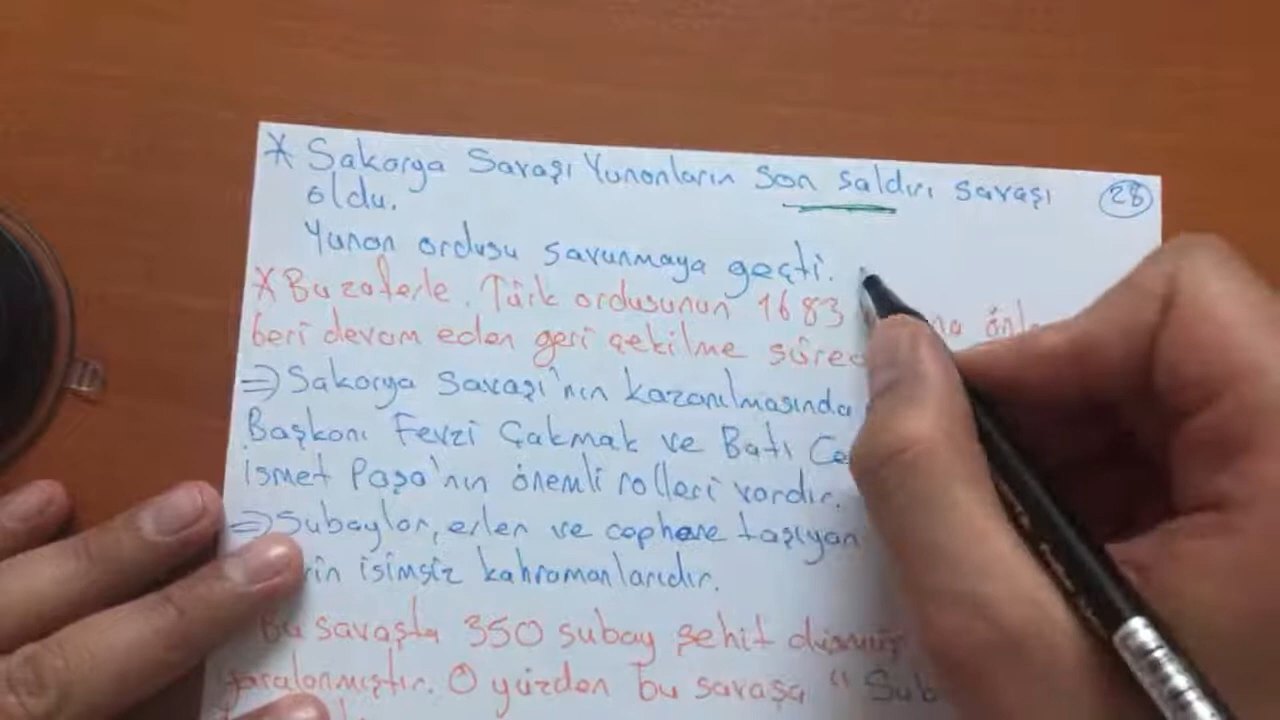 * Sakarya Savaşı Yunanların son saldırı savaşı
28
oldu.
Yunan ordusu savunmaya geçti.
* Bu zaferle, Türk ordusunun 1683
beri devam eden geri çekilme
⇒ Sakarya Savaşı'nın kazanılmasında
Başkanı Fevzi Çakmak ve Batı
İsmet Paşa'nın önemli rolleri vardır.
⇒ Subaylar, erler ve cephane taşıyan
isimsiz kahramanlarıdır.
Bu savaşta 350 subay şehit
yaralanmıştır. O yüzden bu savaşa "